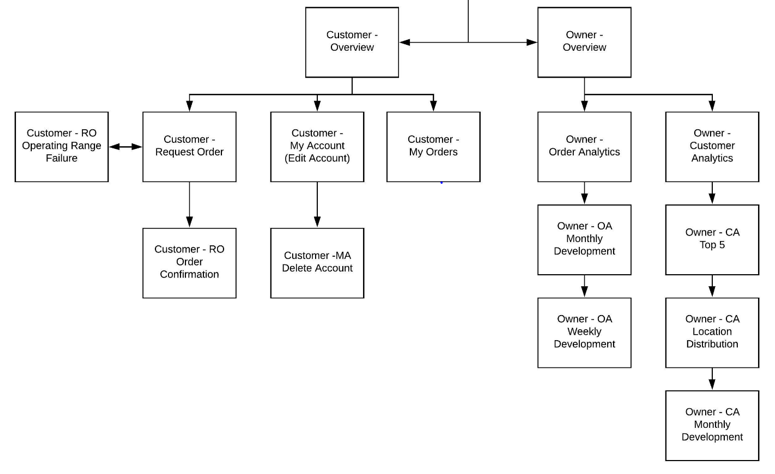 Customer -
Overview
Owner -
Overview
Customer - RO
Operating Range
Failure
Customer -
Request Order
Customer -
My Account
(Edit Account)
Customer -
My Orders
Owner -
Order Analytics
Owner -
Customer
Analytics
Customer - RO
Order
Confirmation
Customer -MA
Delete Account
Owner - OA
Monthly
Development
Owner - CA
Top 5
Owner - OA
Weekly
Development
Owner - CA
Location
Distribution
Owner - CA
Monthly
Development